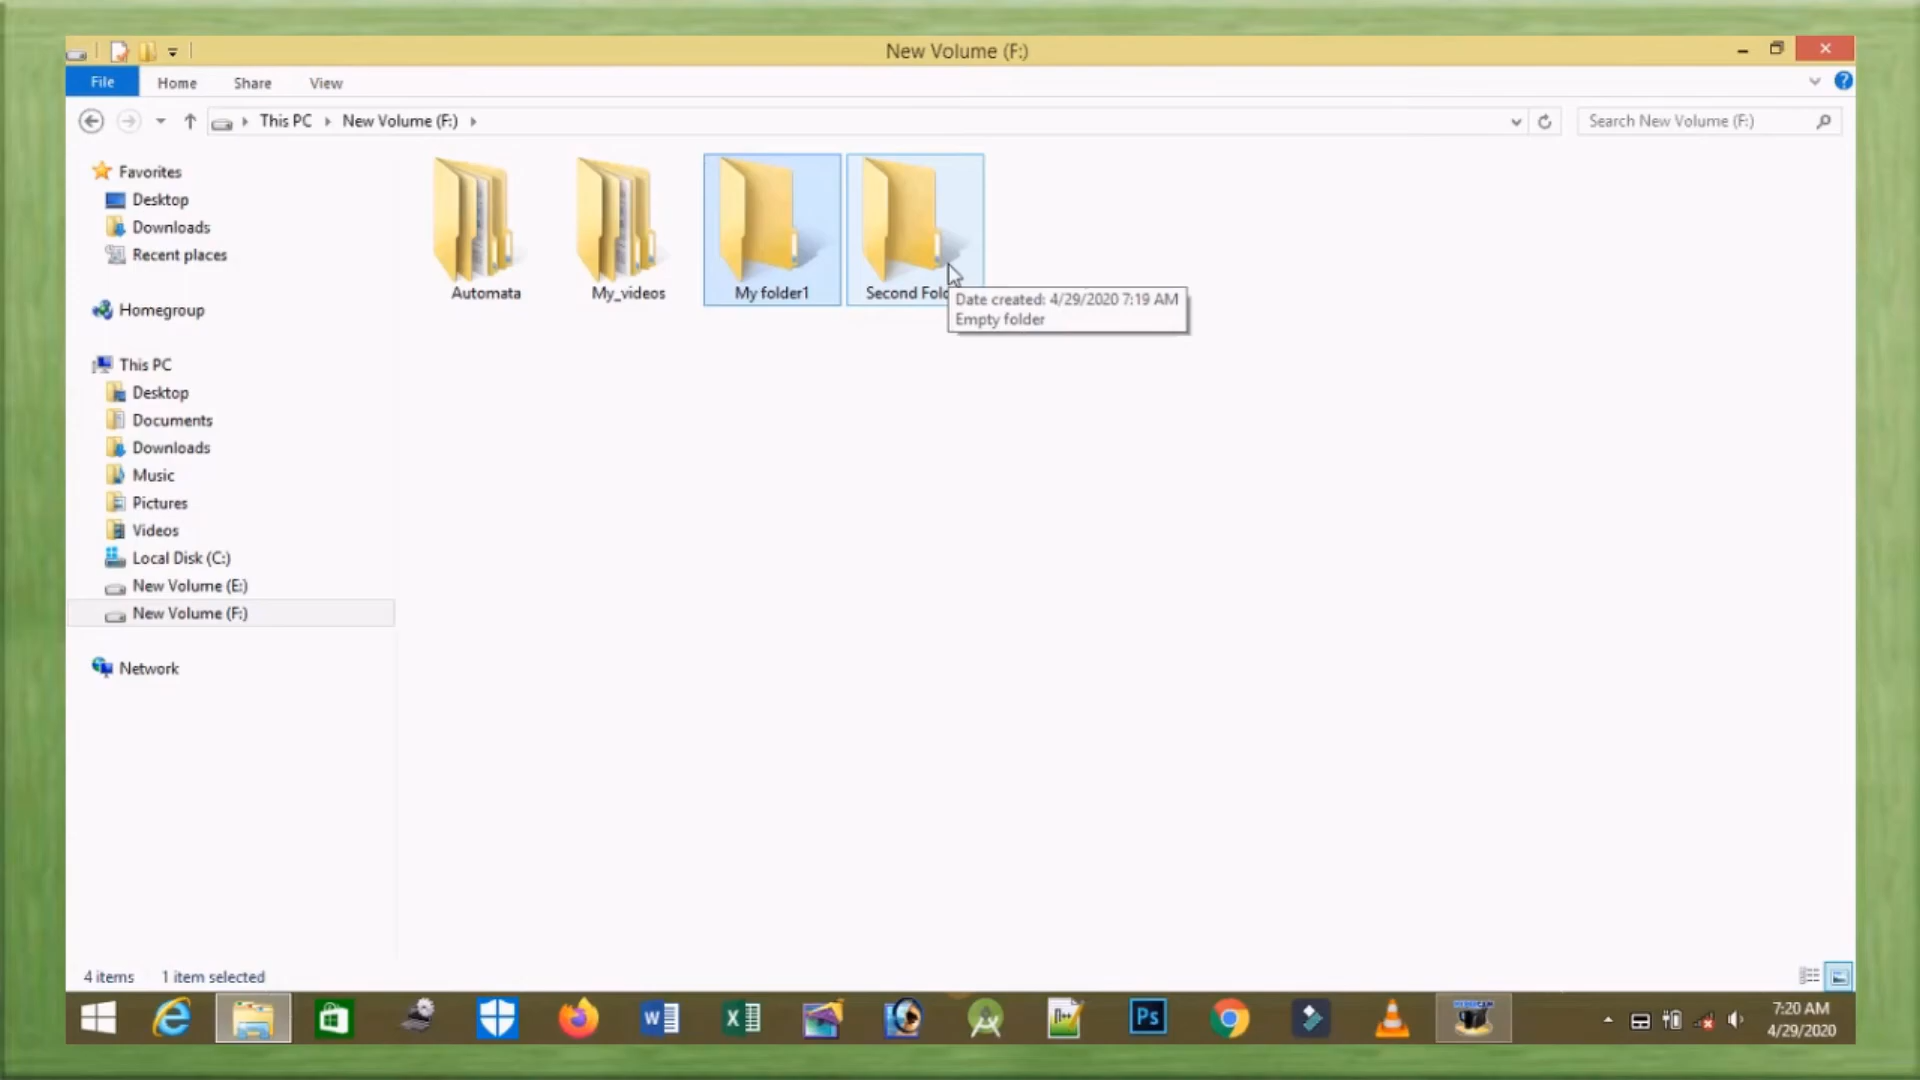 New Volume (F:)
File Home Share View
This PC New Volume (F:)
Search New Volume (F:)
Favorites
Desktop
Downloads
Recent places
Homegroup
This PC
Desktop
Documents
Downloads
Music
Pictures
Videos
Local Disk (C:)
New Volume (E:)
New Volume (F:)
Network
Automata
My_videos
My folder1
Second Fold
Date created: 4/29/2020 7:19 AM
Empty folder
4 items 1 item selected
W
X
n++
Ps
7:20 AM
4/29/2020